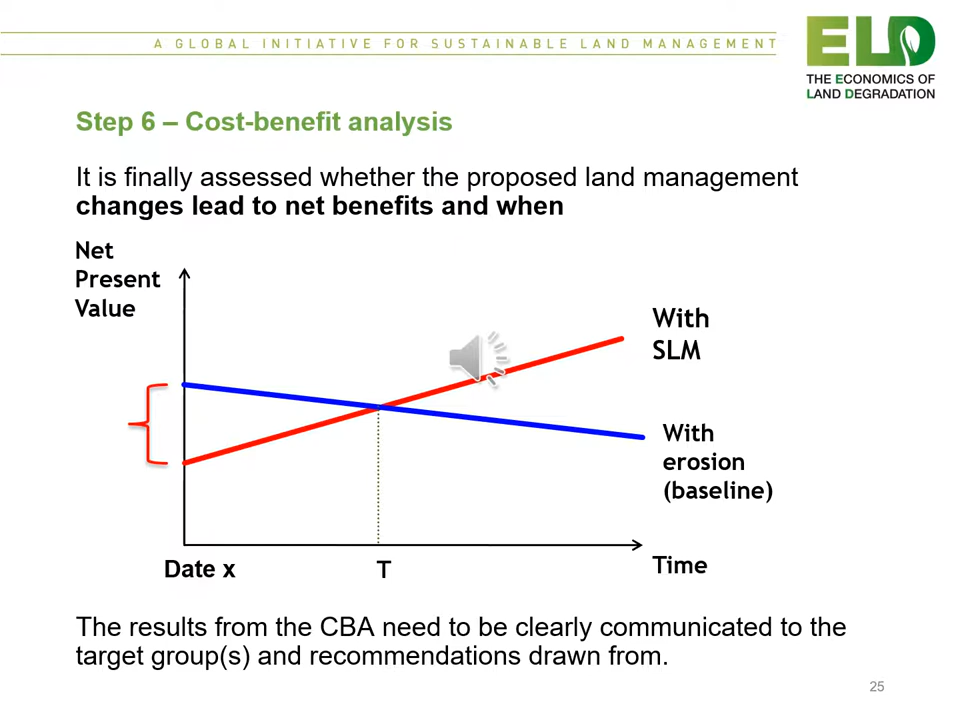 A GLOBAL INITIATIVE FOR SUSTAINABLE LAND MANAGEMENT
ELD
THE ECONOMICS OF
LAND DEGRADATION
Step 6 – Cost-benefit analysis
It is finally assessed whether the proposed land management
changes lead to net benefits and when
Net
Present
Value
With
SLM
With
erosion
(baseline)
Date x
T
Time
The results from the CBA need to be clearly communicated to the
target group(s) and recommendations drawn from.
25